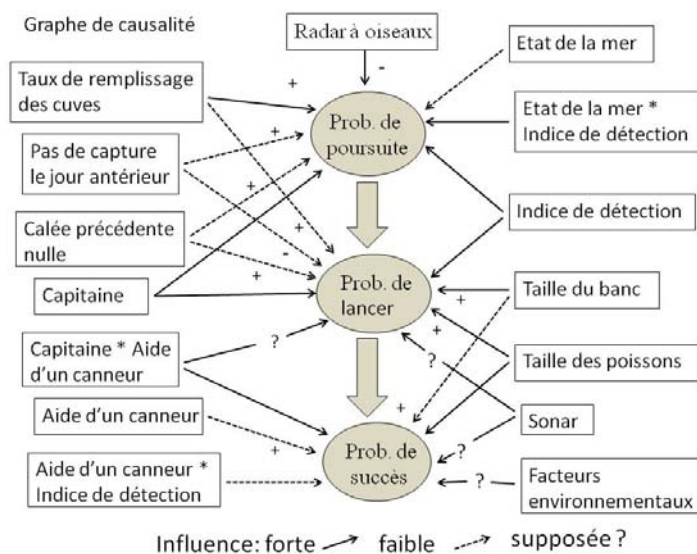 Graphe de causalité
Radar à oiseaux
-
Etat de la mer
Taux de remplissage
des cuves
+
Prob. de
poursuite
Etat de la mer *
Indice de détection
Pas de capture
le jour antérieur
+
+
Indice de détection
Calée précédente
nulle
+
-
+
Capitaine
Prob. de
lancer
+
Taille du banc
Capitaine * Aide
d'un canneur
?
+
?
Taille des poissons
Aide d'un canneur
+
+
Sonar
Prob. de
succès
?
Aide d'un canneur *
Indice de détection
?
Facteurs
environnementaux
Influence: forte faible supposée ?